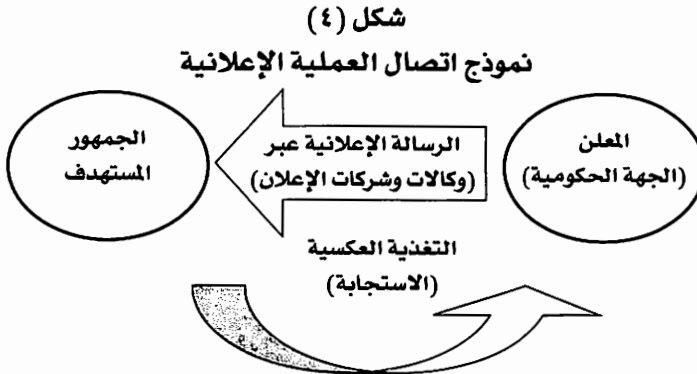 شكل (٤)
نموذج اتصال العملية الإعلانية
المعلن
(الجهة الحكومية)
الرسالة الإعلانية عبر
(وكالات وشركات الإعلان)
الجمهور
المستهدف
التغذية العكسية
(الاستجابة)